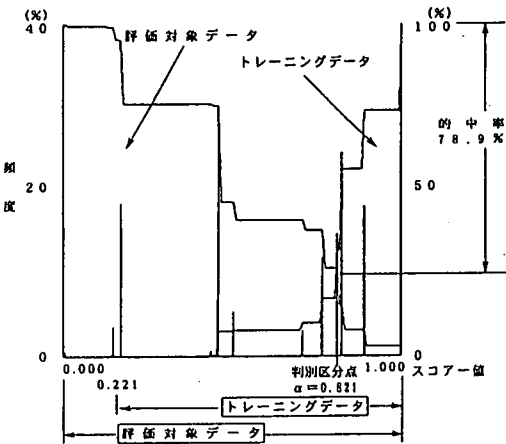 (%)
(%)
40
100
評価対象データ
トレーニングデータ
的中率
78.9%
頻度
20
50
0
0
0.000
判別区分点
1.000
スコアー値
0.221
α=0.821
トレーニングデータ
評価対象データ